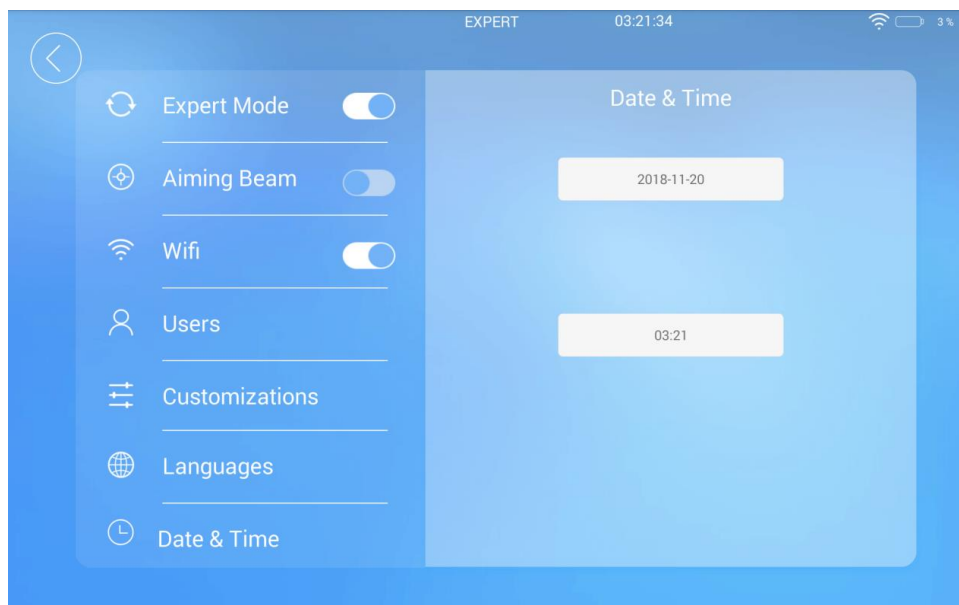 EXPERT 03:21:34 3 %
Expert Mode
Aiming Beam
Wifi
Users
Customizations
Languages
Date & Time
Date & Time
2018-11-20
03:21